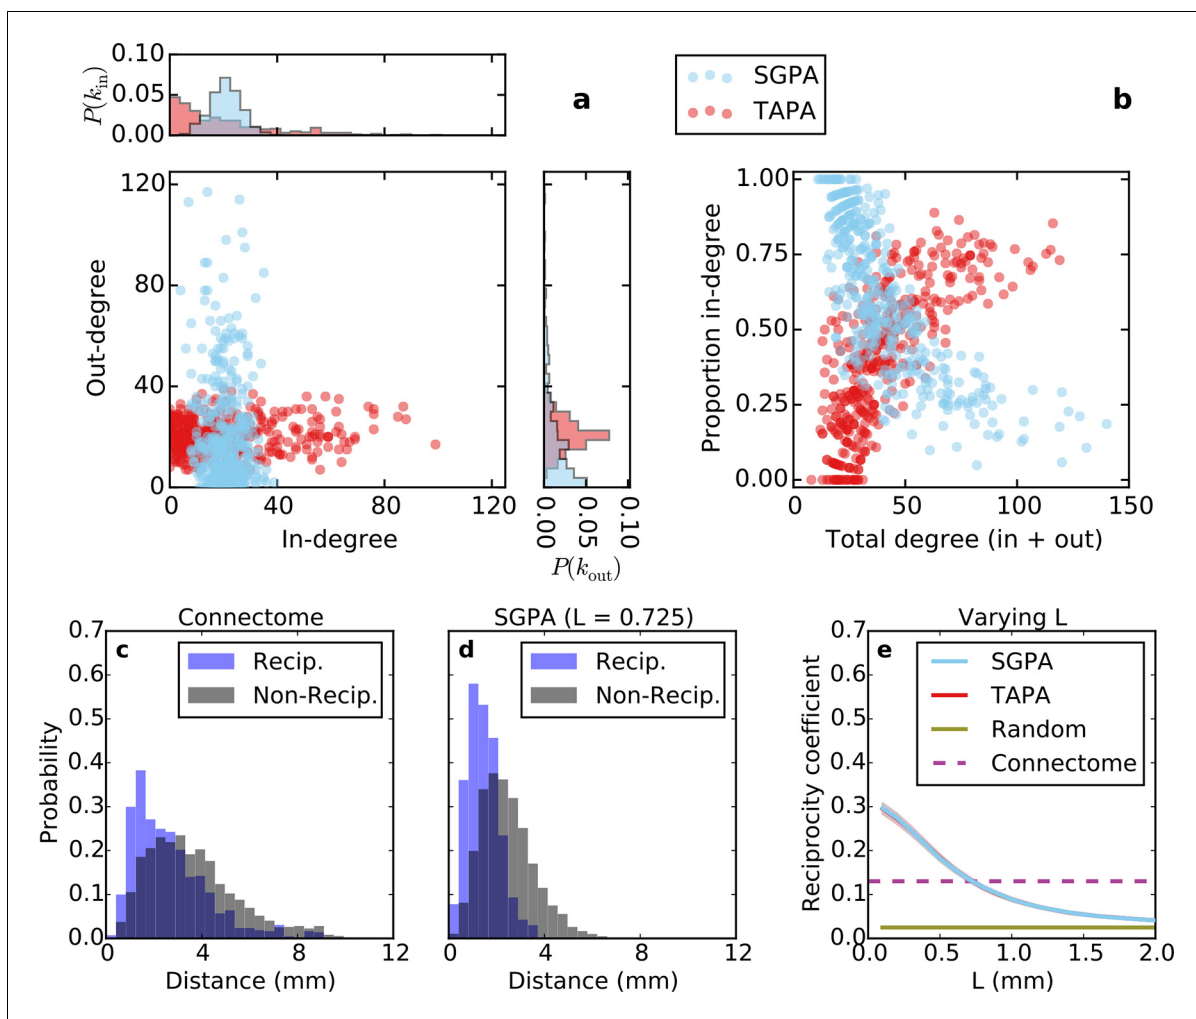 0.10
0.05
0.00
P(k_in)
a
SGPA
TAPA
b
120
80
40
0
Out-degree
0 40 80 120
In-degree
0.00 0.05 0.10
P(k_out)
1.00
0.75
0.50
0.25
0.00
Proportion in-degree
0 50 100 150
Total degree (in + out)
Connectome
c
Recip.
Non-Recip.
0.7
0.6
0.5
0.4
0.3
0.2
0.1
0.0
Probability
0 4 8 12
Distance (mm)
SGPA (L = 0.725)
d
Recip.
Non-Recip.
0 4 8 12
Distance (mm)
Varying L
e
SGPA
TAPA
Random
Connectome
0.7
0.6
0.5
0.4
0.3
0.2
0.1
0.0
Reciprocity coefficient
0.0 0.5 1.0 1.5 2.0
L (mm)